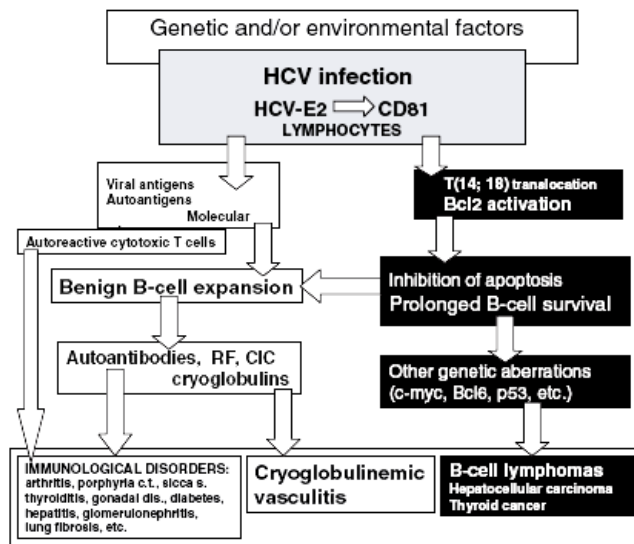 Genetic and/or environmental factors
HCV infection
HCV-E2 CD81
LYMPHOCYTES
Viral antigens
Autoantigens
Molecular
T(14; 18) translocation
Bcl2 activation
Autoreactive cytotoxic T cells
Benign B-cell expansion
Inhibition of apoptosis
Prolonged B-cell survival
Autoantibodies, RF, CIC
cryoglobulins
Other genetic aberrations
(c-myc, Bcl6, p53, etc.)
IMMUNOLOGICAL DISORDERS:
arthritis, porphyria c.t., sicca s.
thyroiditis, gonadal dis., diabetes,
hepatitis, glomerulonephritis,
lung fibrosis, etc.
Cryoglobulinemic
vasculitis
B-cell lymphomas
Hepatocellular carcinoma
Thyroid cancer